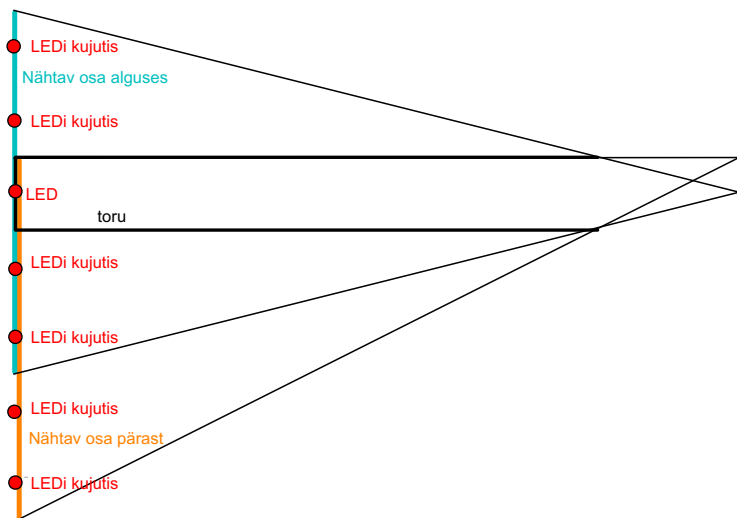 LEDi kujutis
Nähtav osa alguses
LEDi kujutis
LED
toru
LEDi kujutis
LEDi kujutis
LEDi kujutis
Nähtav osa pärast
LEDi kujutis